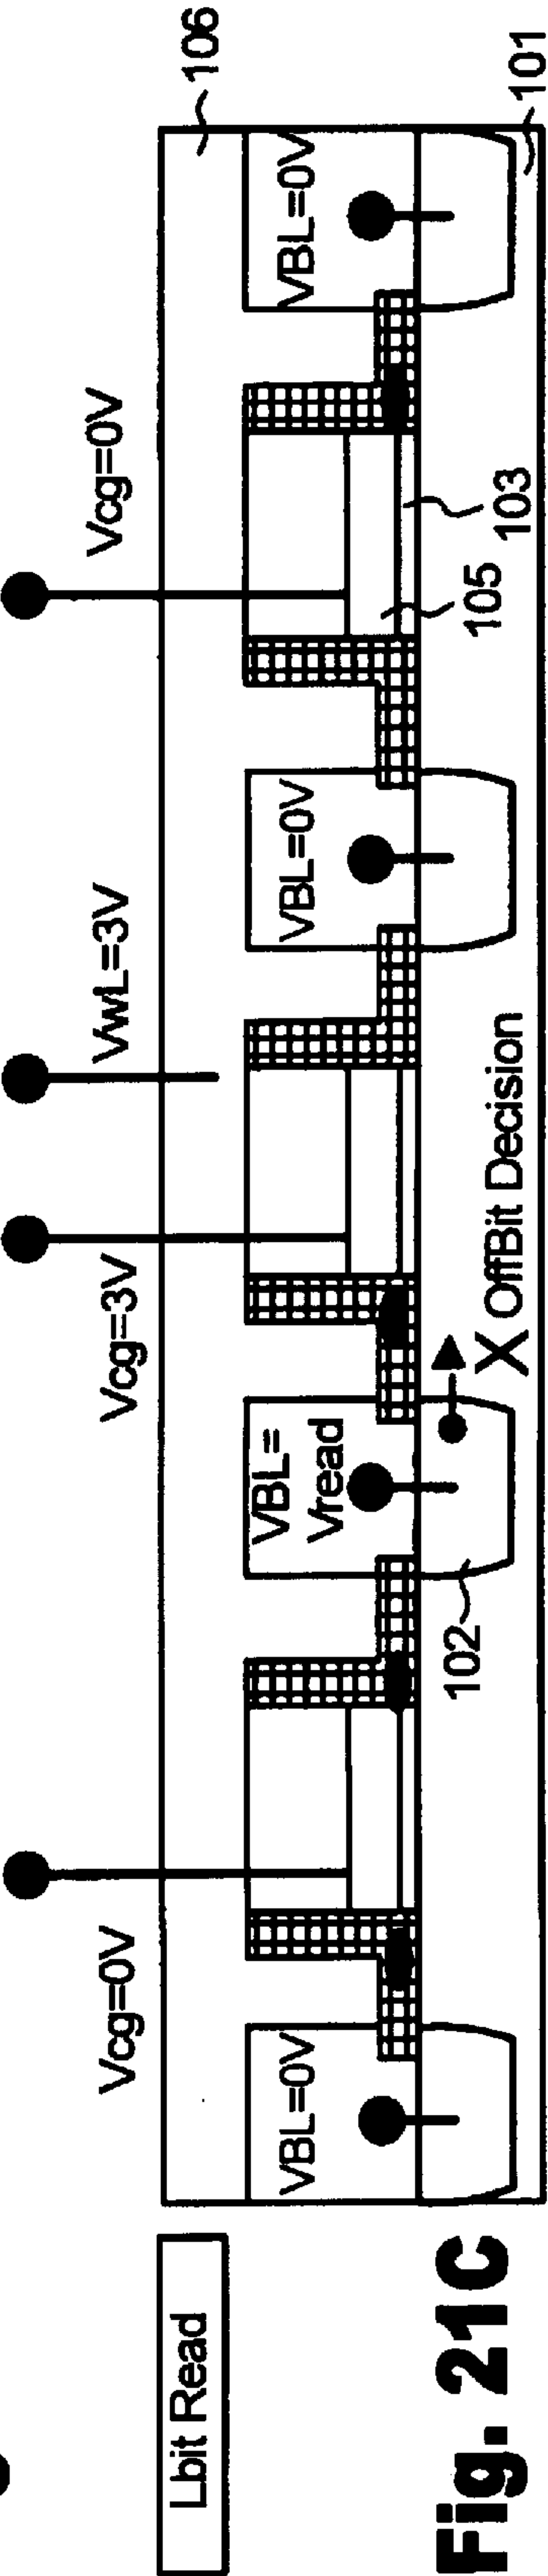 Lbit Read
Fig. 21C
Vcg=0V
Vcg=3V
VwL=3V
Vcg=0V
106
VBL=0V
VBL=
Vread
VBL=0V
VBL=0V
102
X OffBit Decision
105
103
101